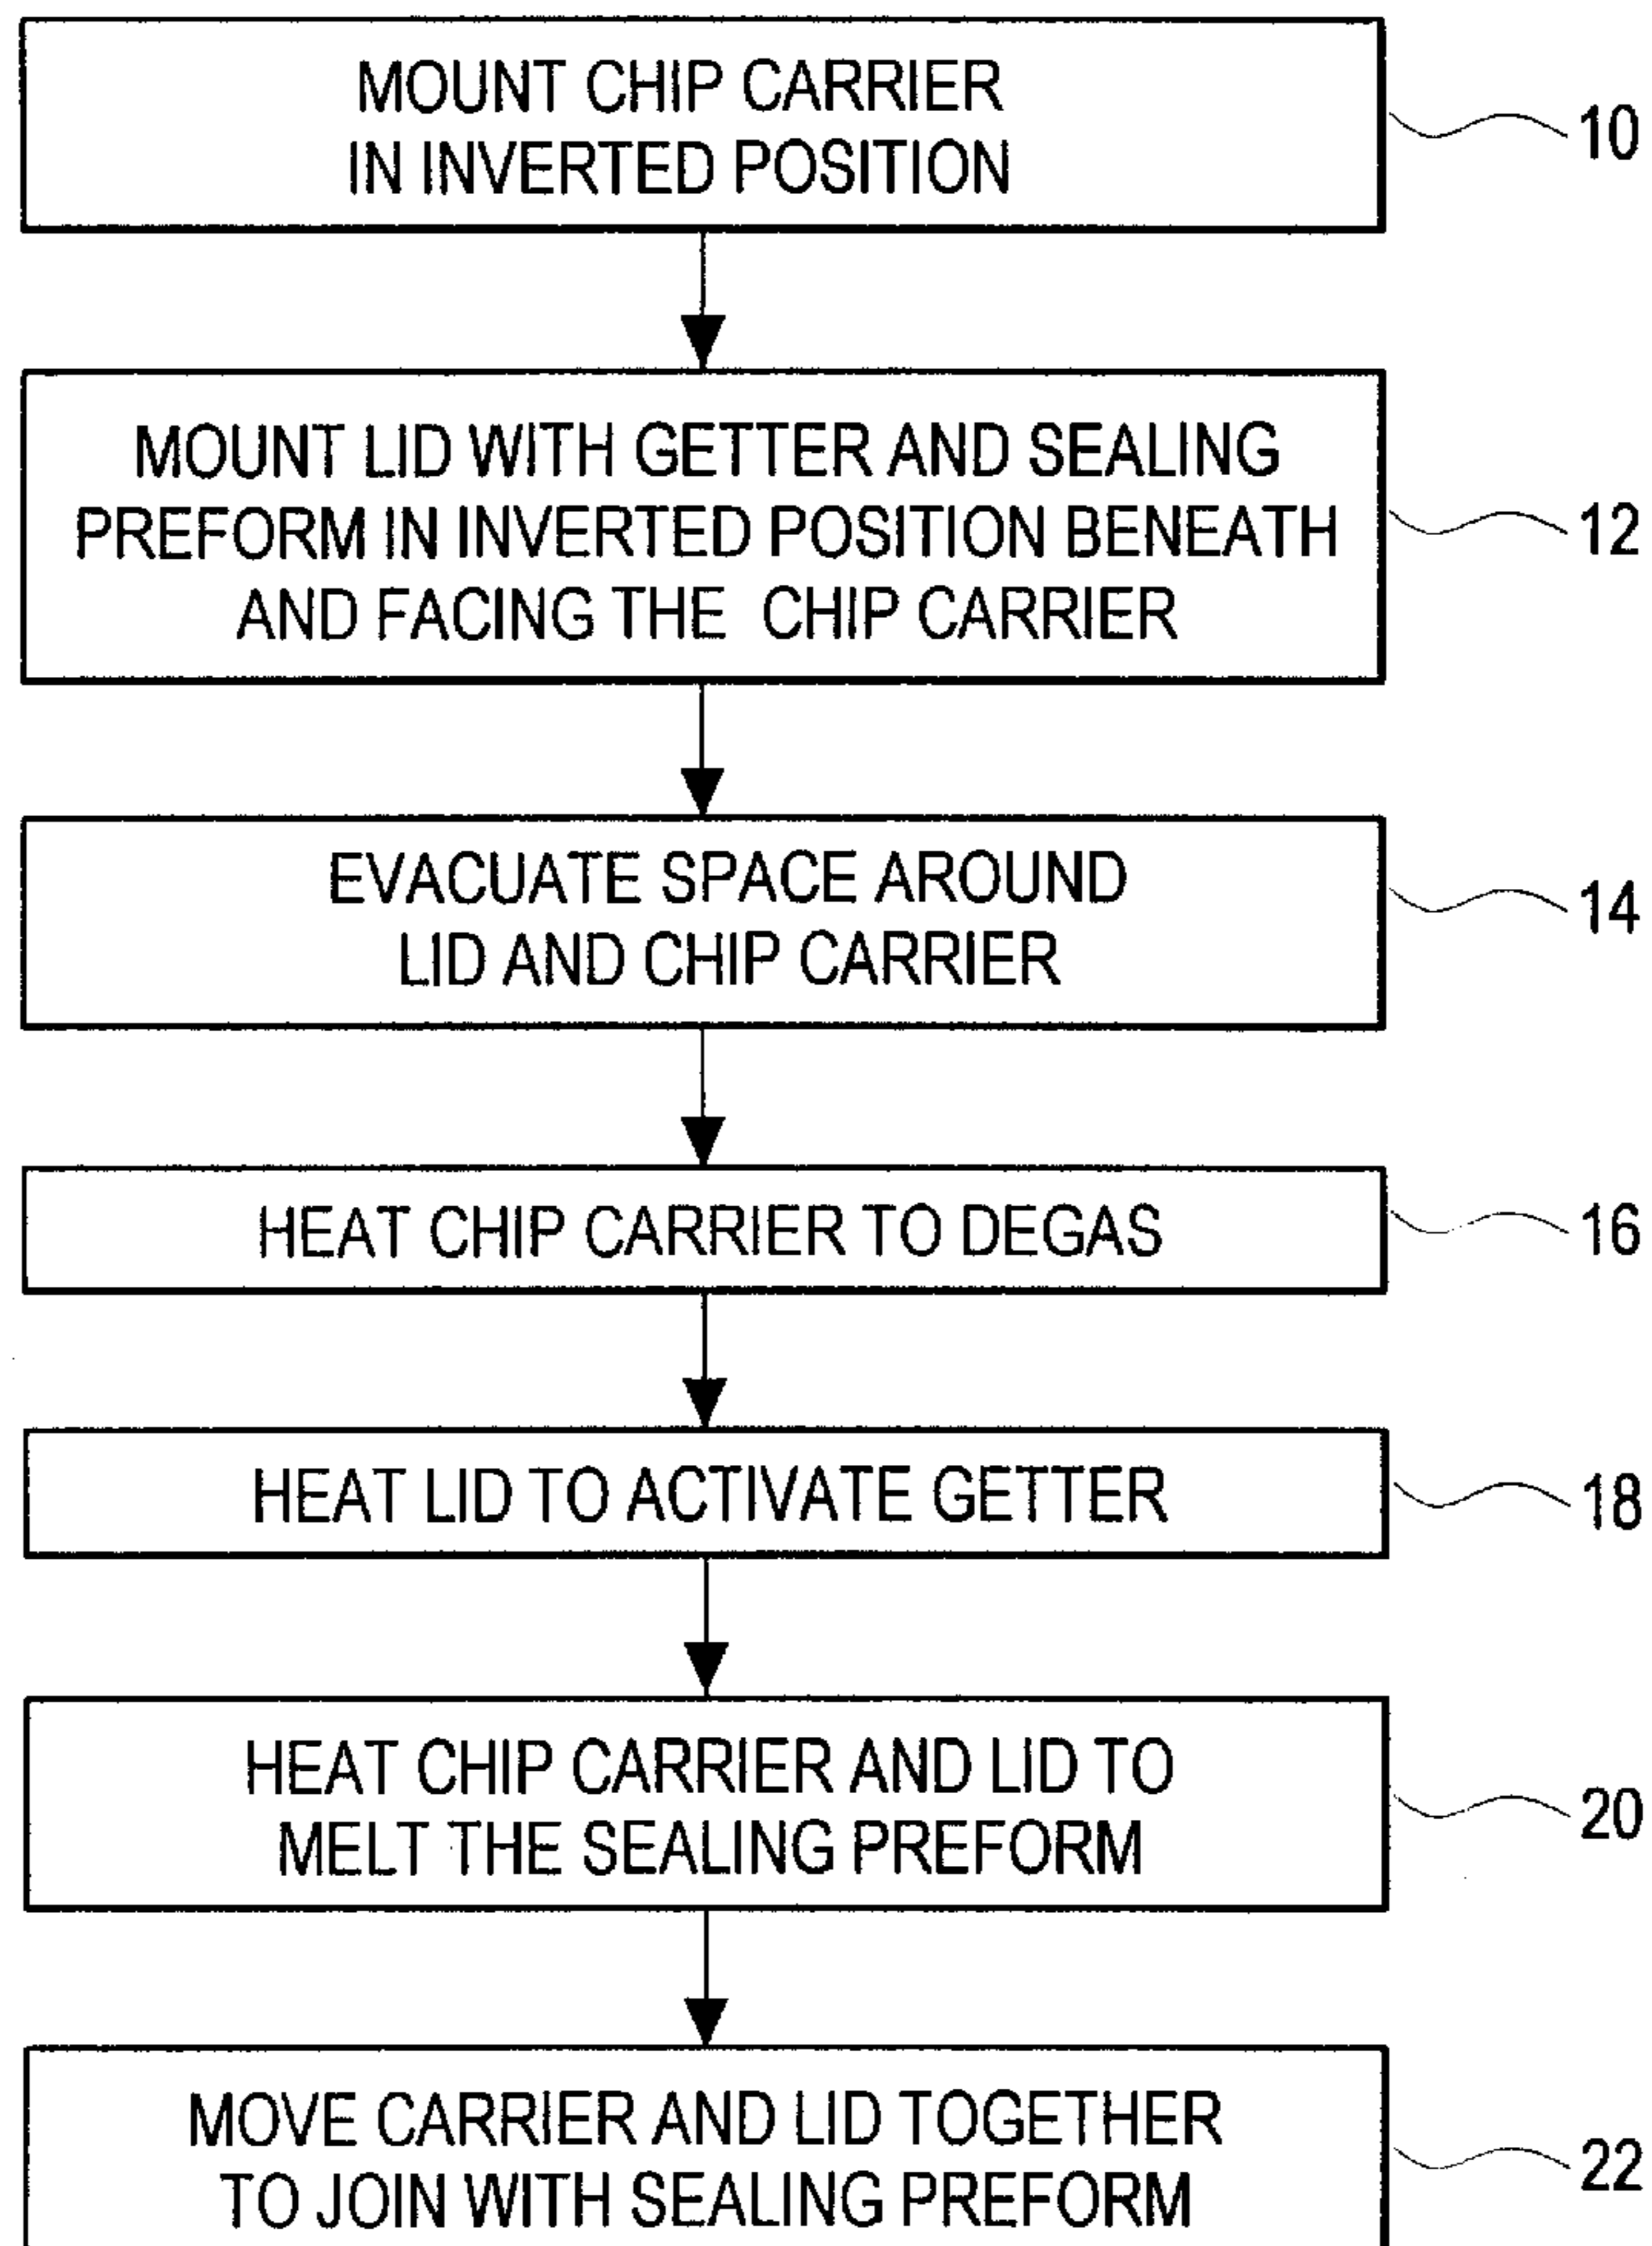 MOUNT CHIP CARRIER
IN INVERTED POSITION
10
MOUNT LID WITH GETTER AND SEALING
PREFORM IN INVERTED POSITION BENEATH
AND FACING THE CHIP CARRIER
12
EVACUATE SPACE AROUND
LID AND CHIP CARRIER
14
HEAT CHIP CARRIER TO DEGAS
16
HEAT LID TO ACTIVATE GETTER
18
HEAT CHIP CARRIER AND LID TO
MELT THE SEALING PREFORM
20
MOVE CARRIER AND LID TOGETHER
TO JOIN WITH SEALING PREFORM
22